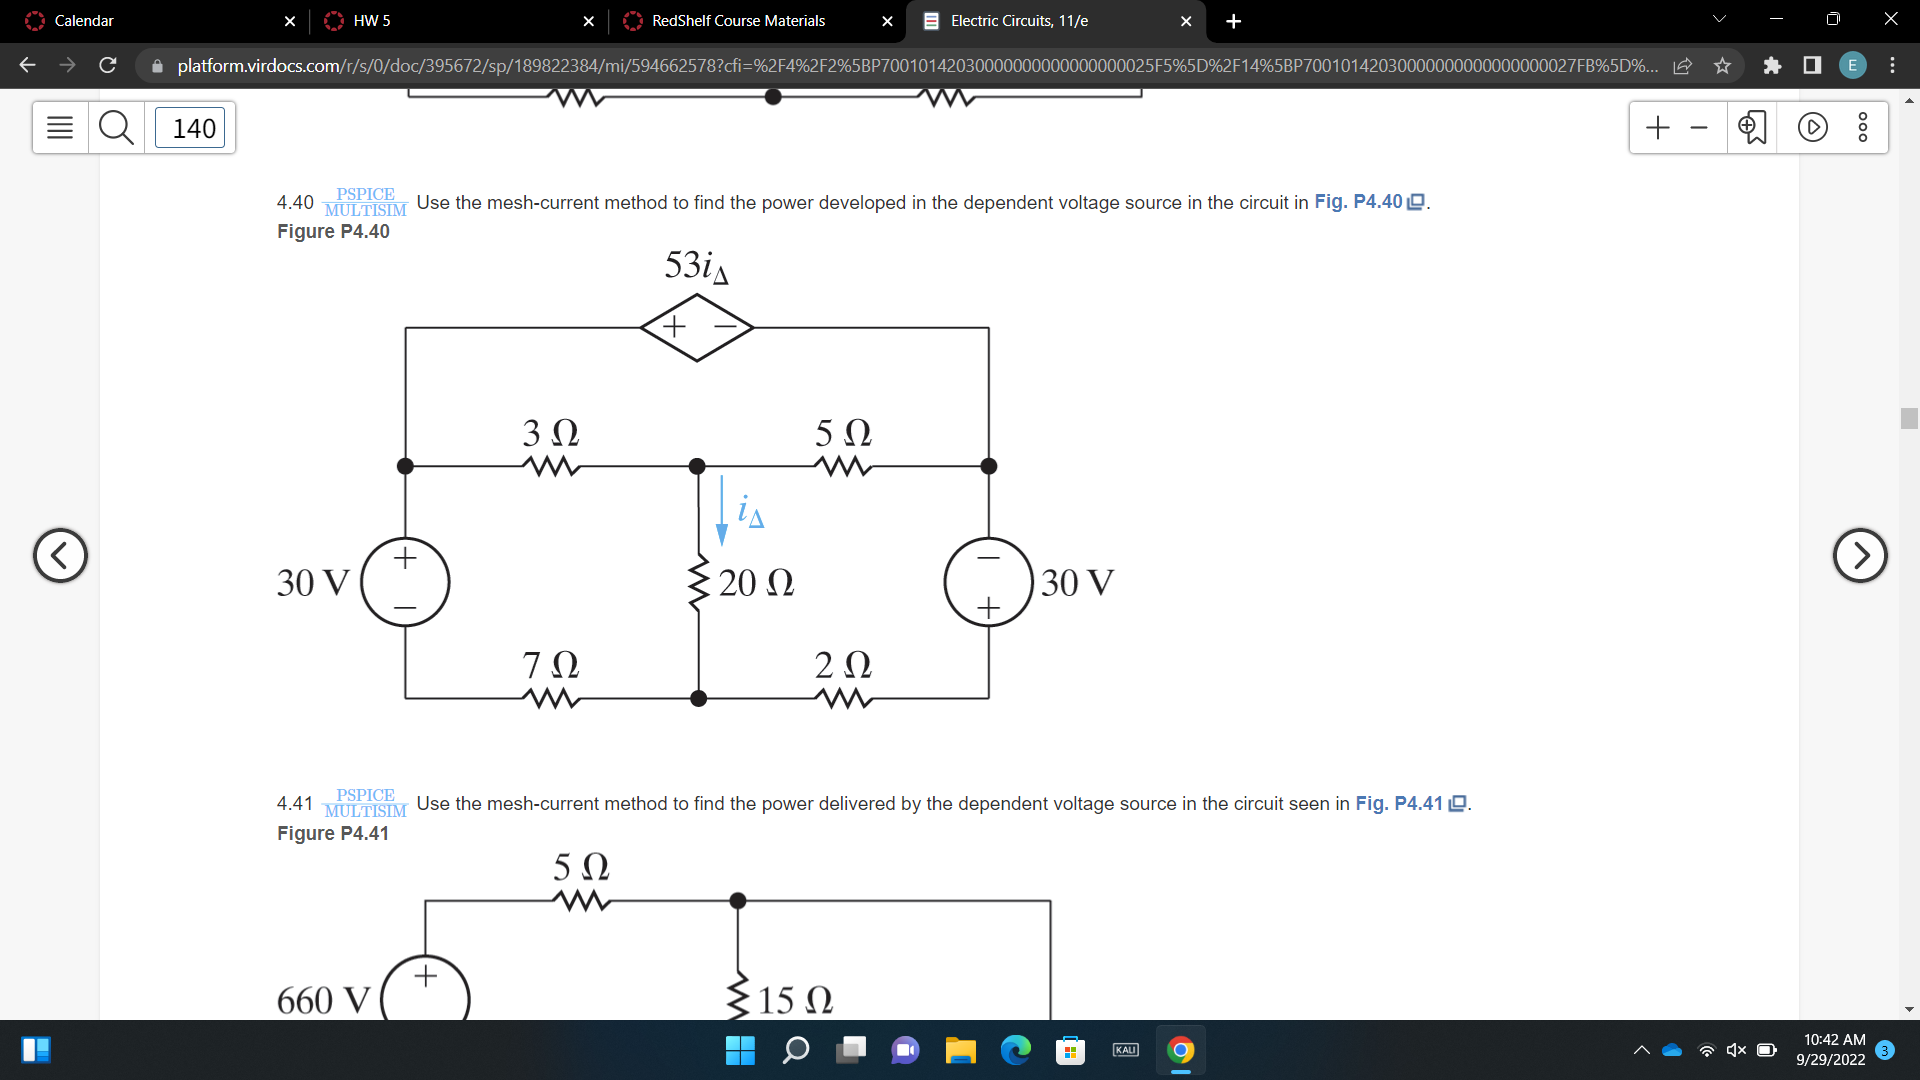 Calendar
HW 5
RedShelf Course Materials
Electric Circuits, 11/e
platform.virdocs.com/r/s/0/doc/395672/sp/189822384/mi/594662578?cfi=%2F4%2F2%5BP7001014203000000000000000025F5%5D%2F14%5BP7001014203000000000000000027FB%5D%...
E
140
4.40 PSPICE MULTISIM Use the mesh-current method to find the power developed in the dependent voltage source in the circuit in Fig. P4.40.
Figure P4.40
53iΔ
+ −
3 Ω
5 Ω
iΔ
30 V
+
−
20 Ω
−
+
30 V
7 Ω
2 Ω
4.41 PSPICE MULTISIM Use the mesh-current method to find the power delivered by the dependent voltage source in the circuit seen in Fig. P4.41.
Figure P4.41
5 Ω
660 V
+
15 Ω
KALI
10:42 AM
9/29/2022
3